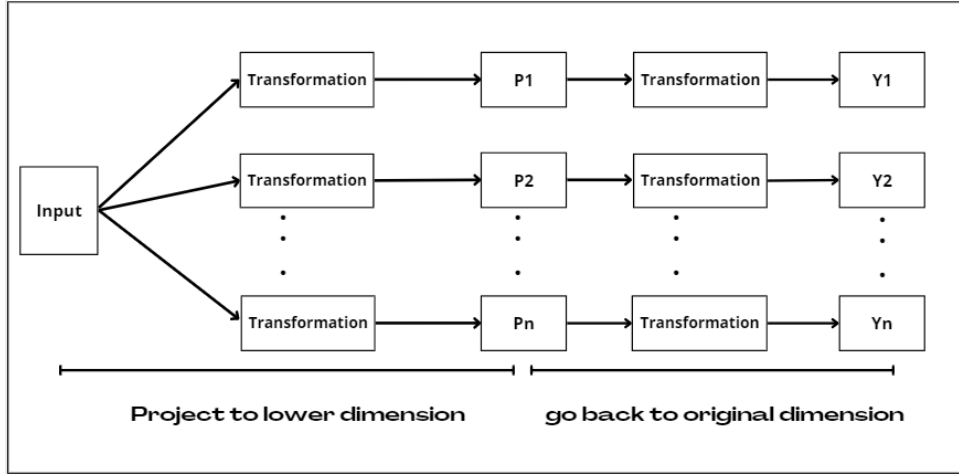 Transformation P1 Transformation Y1
Input
Transformation P2 Transformation Y2
Transformation Pn Transformation Yn
Project to lower dimension go back to original dimension